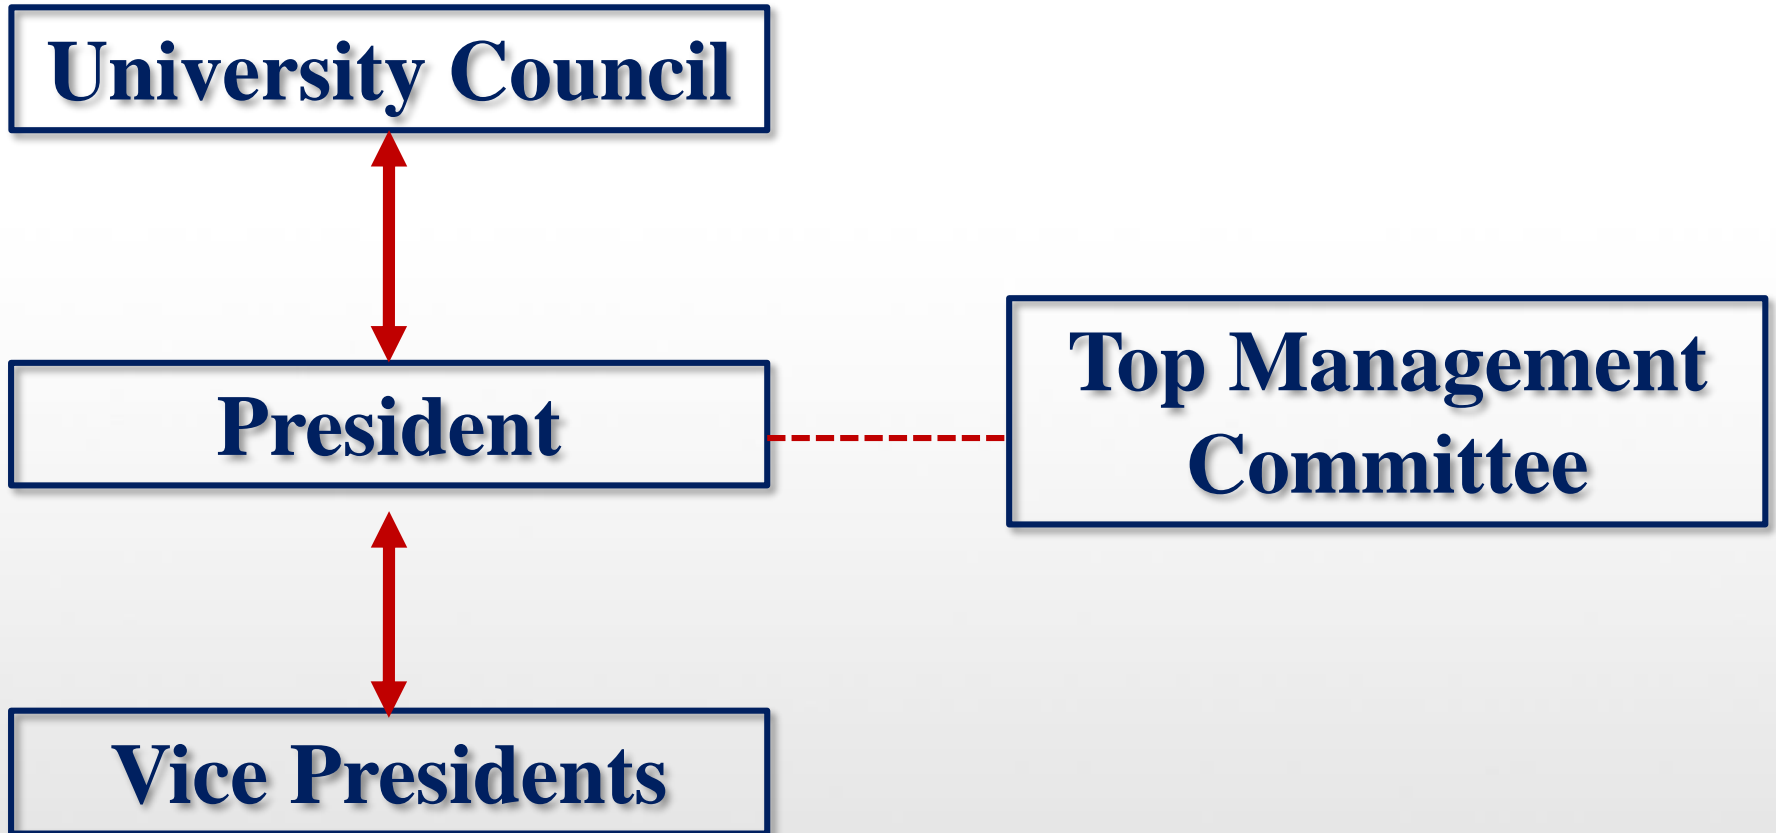 University Council
President
Top Management
Committee
Vice Presidents